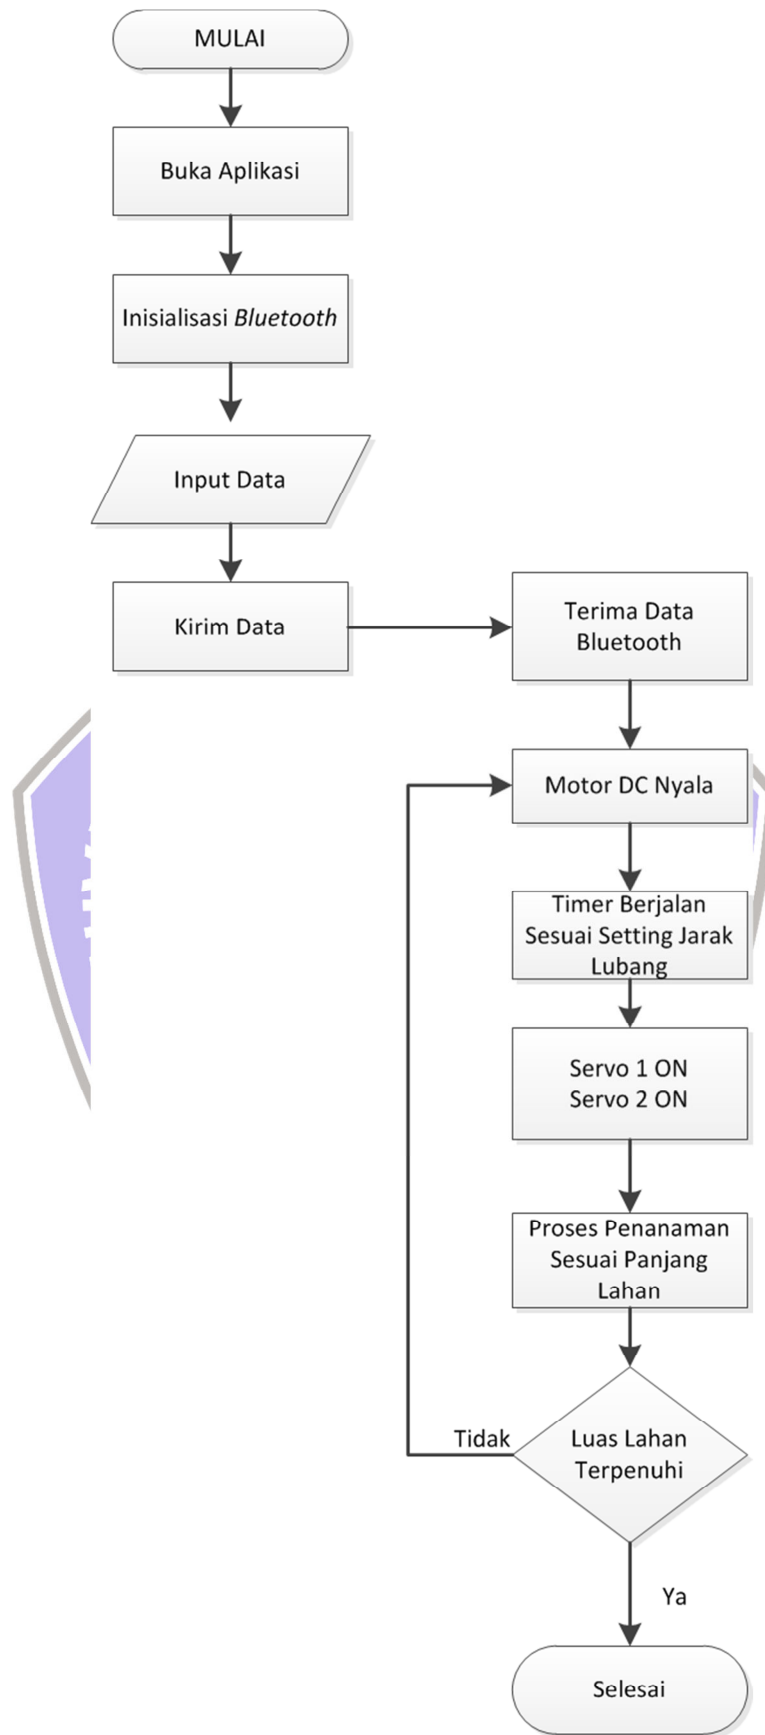 MULAI
Buka Aplikasi
Inisialisasi Bluetooth
Input Data
Kirim Data
Terima Data
Bluetooth
Motor DC Nyala
Timer Berjalan
Sesuai Setting Jarak
Lubang
Servo 1 ON
Servo 2 ON
Proses Penanaman
Sesuai Panjang
Lahan
Luas Lahan
Terpenuhi
Tidak
Ya
Selesai